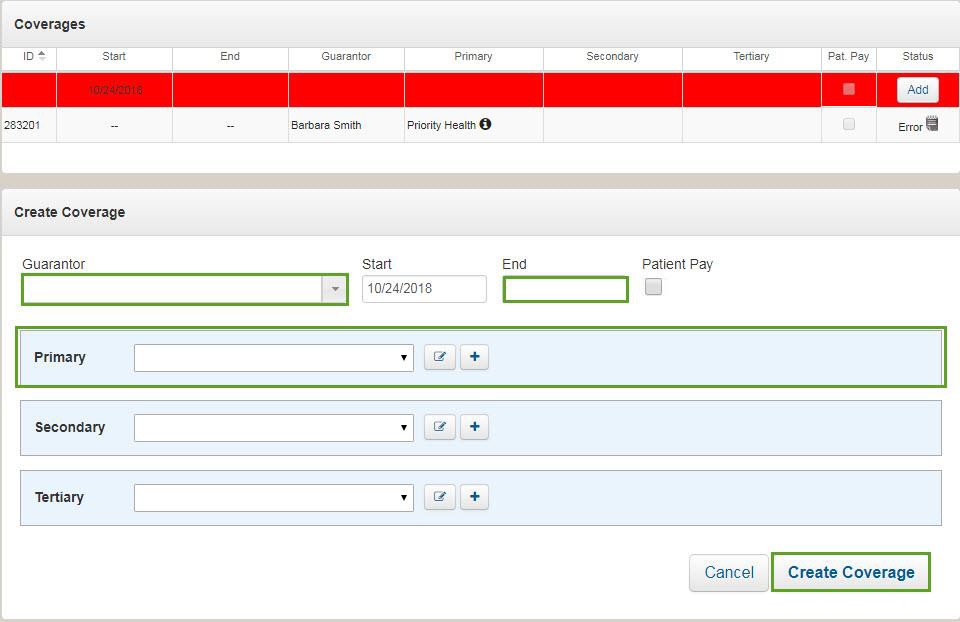 Coverages
ID Start End Guarantor Primary Secondary Tertiary Pat. Pay Status
10/24/2018 Add
283201 -- -- Barbara Smith Priority Health Error
Create Coverage
Guarantor Start End Patient Pay
10/24/2018
Primary
Secondary
Tertiary
Cancel Create Coverage